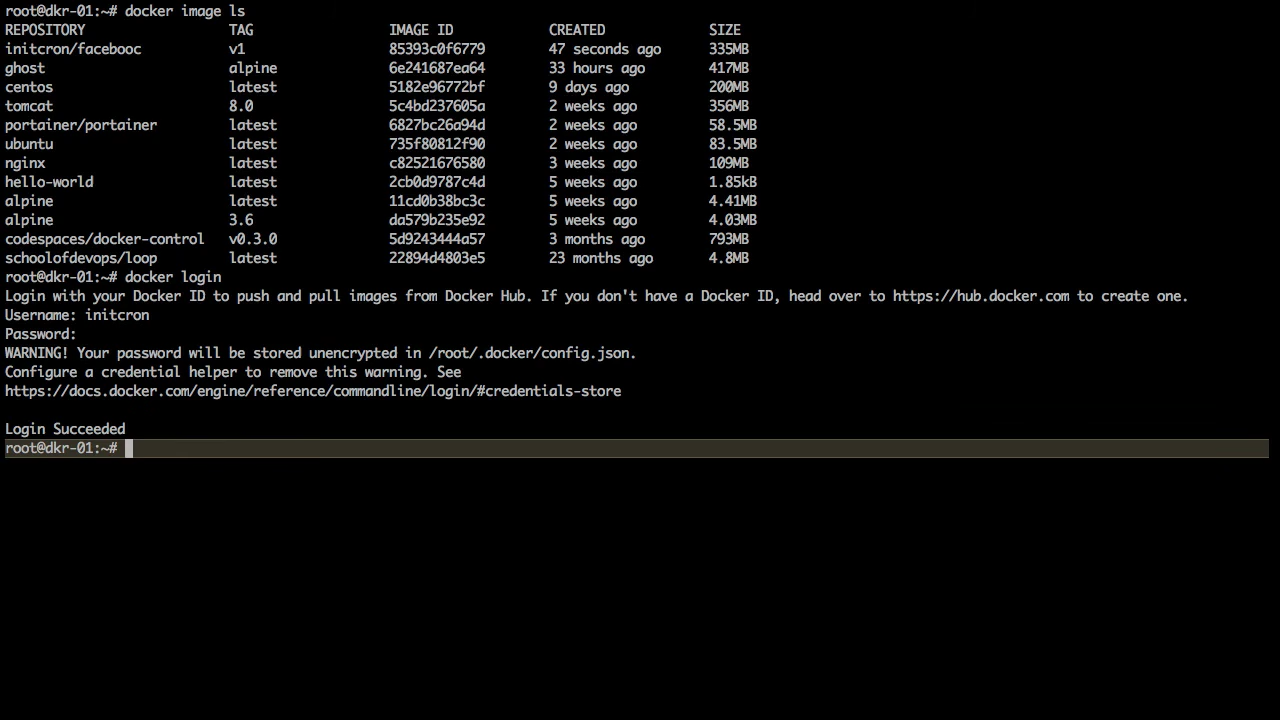 root@dkr-01:~# docker image ls
REPOSITORY TAG IMAGE ID CREATED SIZE
initcron/facebooc v1 85393c0f6779 47 seconds ago 335MB
ghost alpine 6e241687ea64 33 hours ago 417MB
centos latest 5182e96772bf 9 days ago 200MB
tomcat 8.0 5c4bd237605a 2 weeks ago 356MB
portainer/portainer latest 6827bc26a94d 2 weeks ago 58.5MB
ubuntu latest 735f80812f90 2 weeks ago 83.5MB
nginx latest c82521676580 3 weeks ago 109MB
hello-world latest 2cb0d9787c4d 5 weeks ago 1.85kB
alpine latest 11cd0b38bc3c 5 weeks ago 4.41MB
alpine 3.6 da579b235e92 5 weeks ago 4.03MB
codespaces/docker-control v0.3.0 5d9243444a57 3 months ago 793MB
schoolofdevops/loop latest 22894d4803e5 23 months ago 4.8MB
root@dkr-01:~# docker login
Login with your Docker ID to push and pull images from Docker Hub. If you don't have a Docker ID, head over to https://hub.docker.com to create one.
Username: initcron
Password:
WARNING! Your password will be stored unencrypted in /root/.docker/config.json.
Configure a credential helper to remove this warning. See
https://docs.docker.com/engine/reference/commandline/login/#credentials-store
Login Succeeded
root@dkr-01:~#